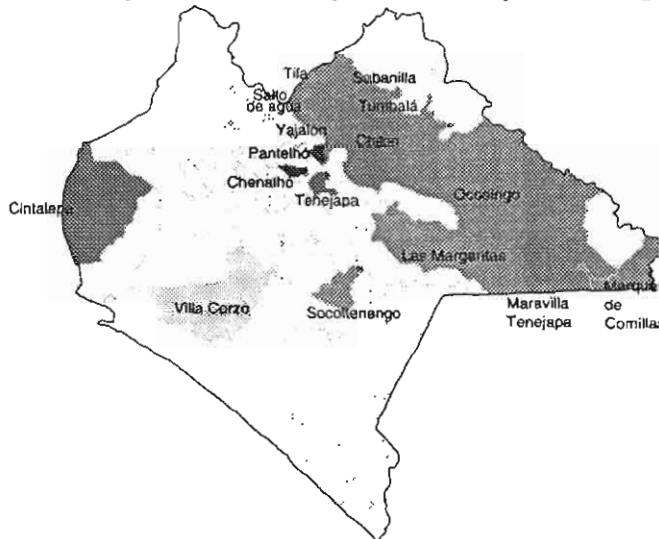 Tila
Sabanilla
Salto
de agua
Tumbalá
Yajalón
Chilón
Pantelhó
Chenalhó
Tenejapa
Ocosingo
Cintalapa
Las Margaritas
Villa Corzo
Socoltenango
Maravilla
Tenejapa
Marqués
de
Comillas